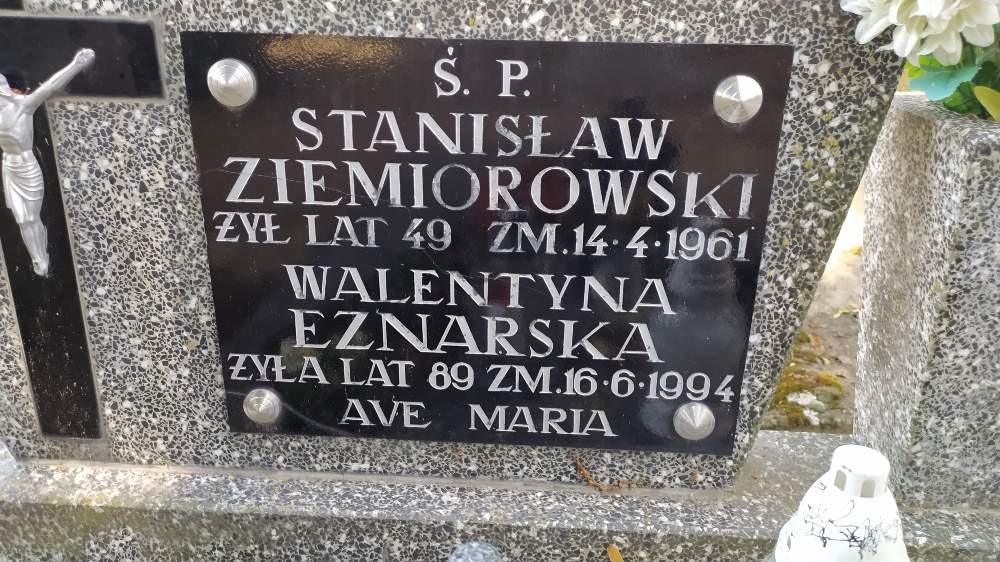 Ś. P.
STANISŁAW
ZIEMIOROWSKI
ŻYŁ LAT 49 ZM. 14·4·1961
WALENTYNA
EZNARSKA
ŻYŁA LAT 89 ZM. 16·6·1994
AVE MARIA